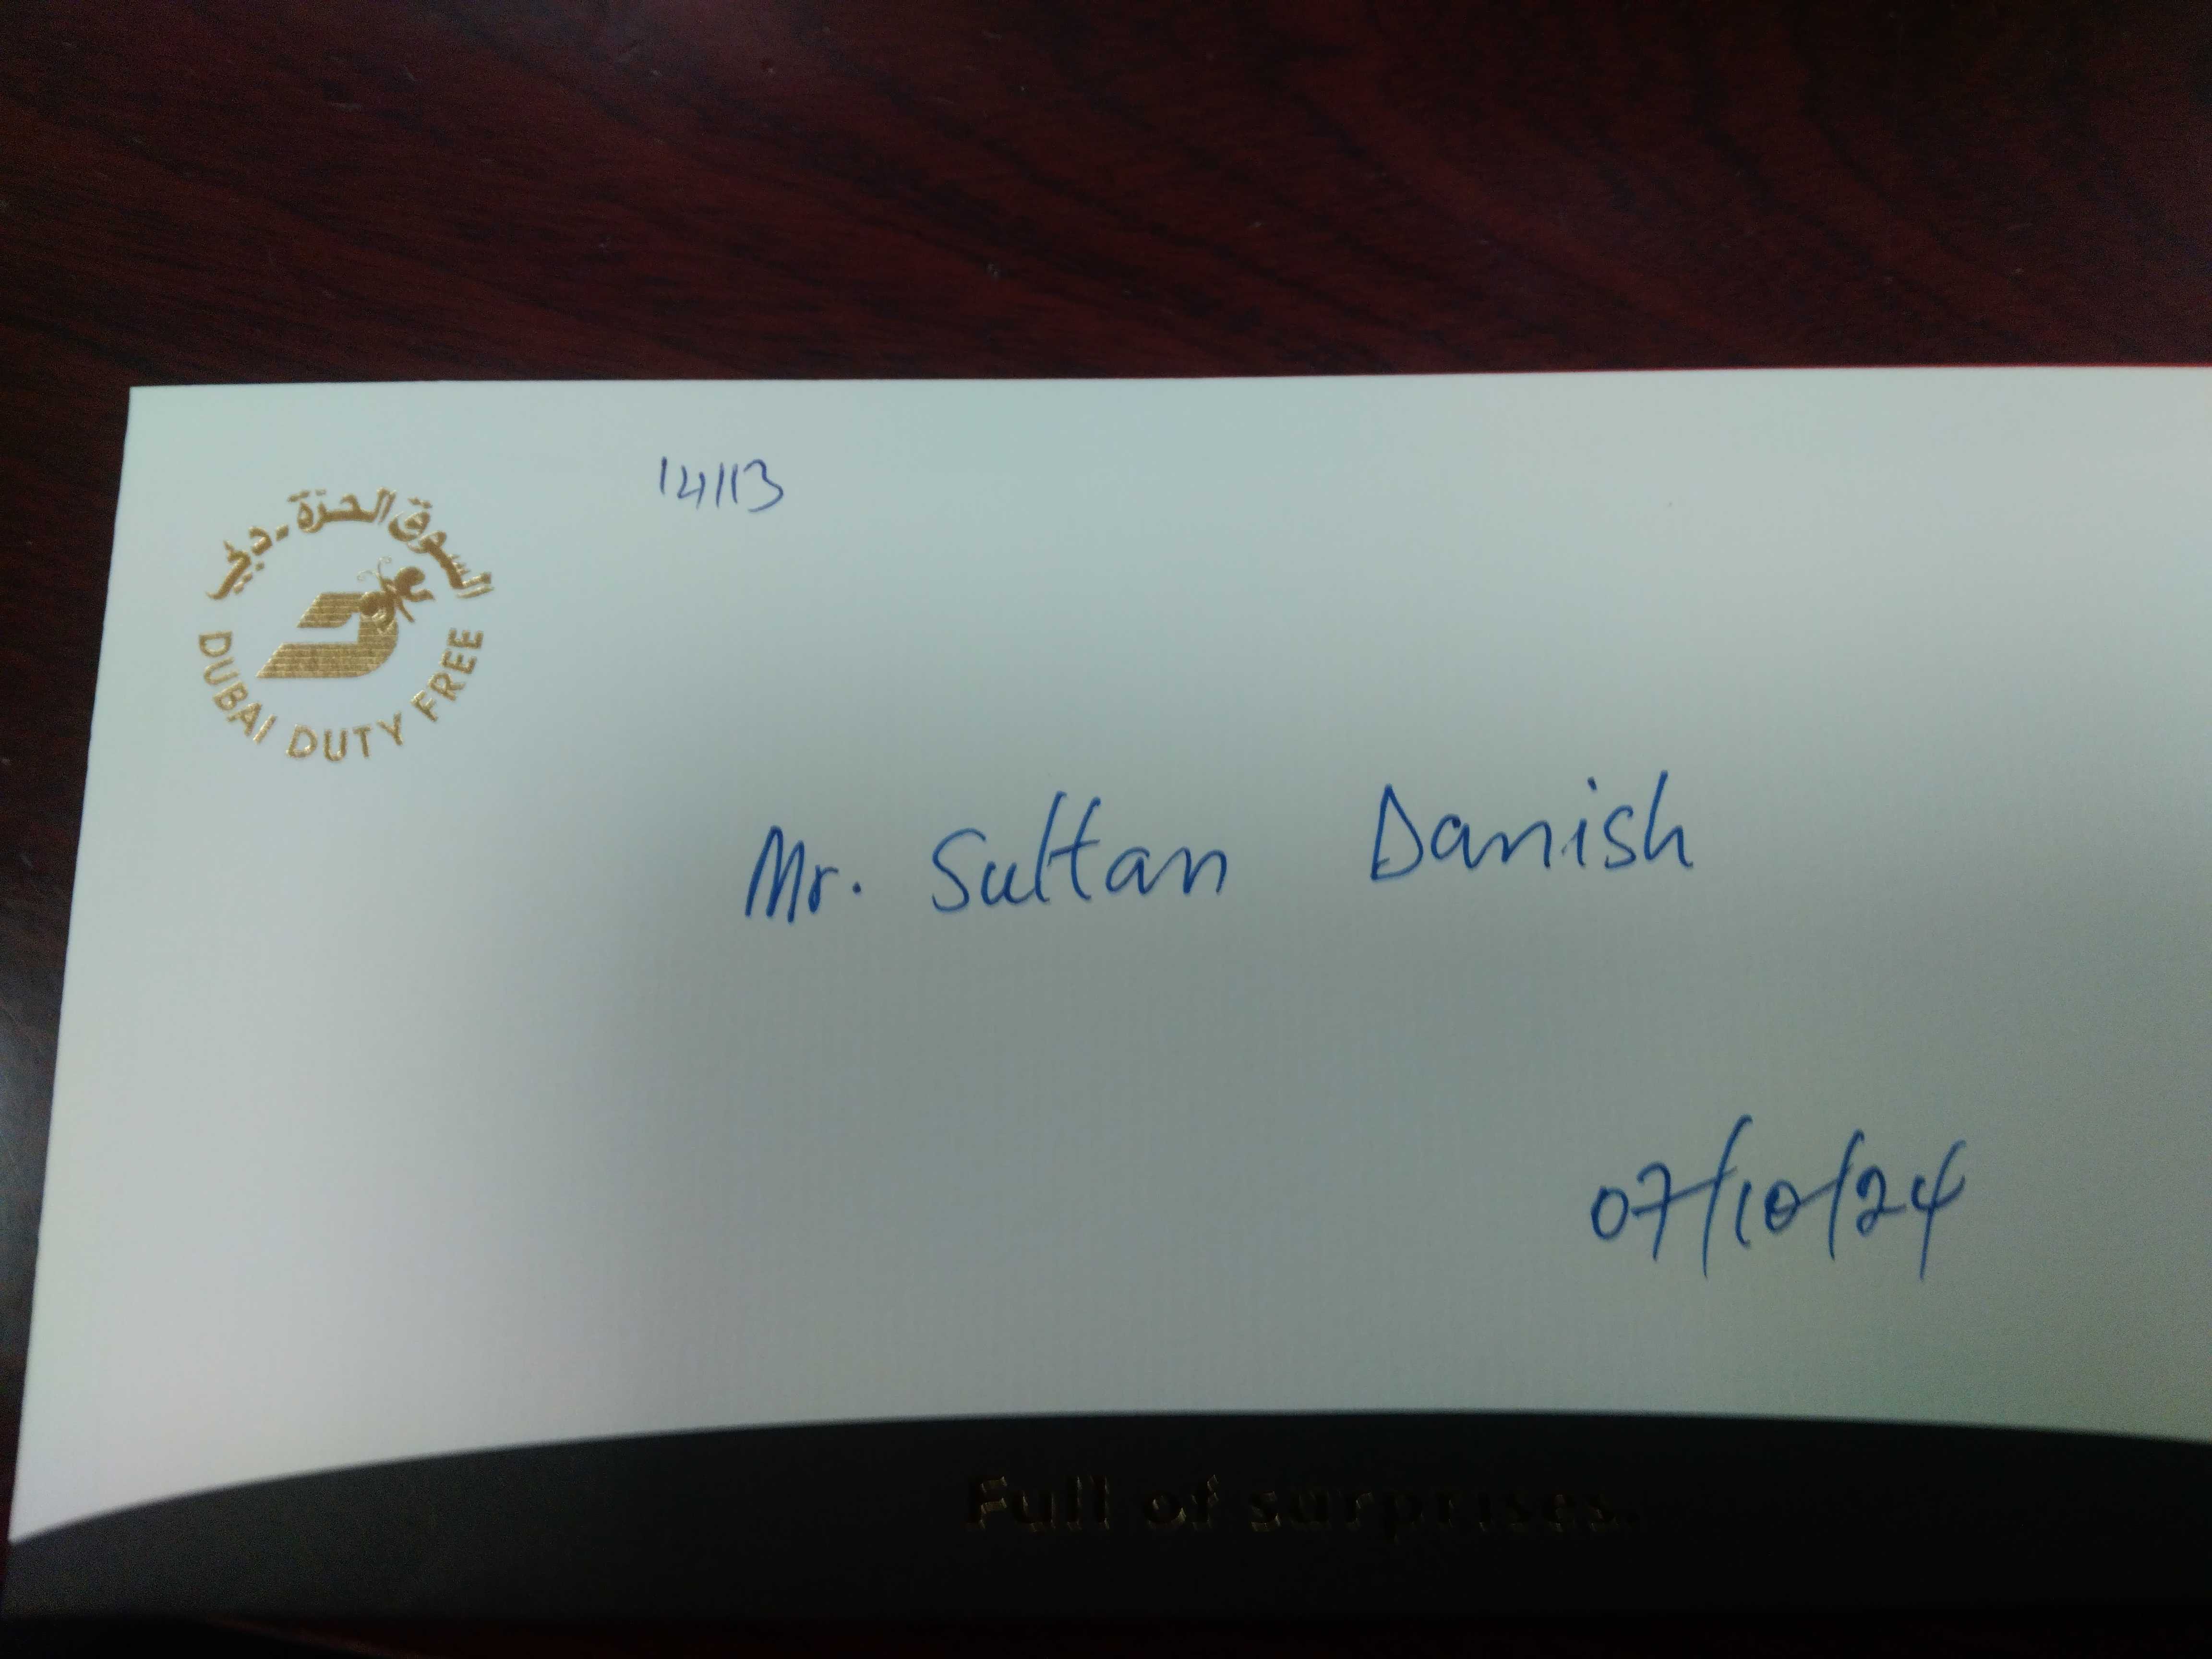 14113
السوق الحرة - دبي
DUBAI DUTY FREE
Mr. Sultan Danish
07/10/24
Full of surprises.